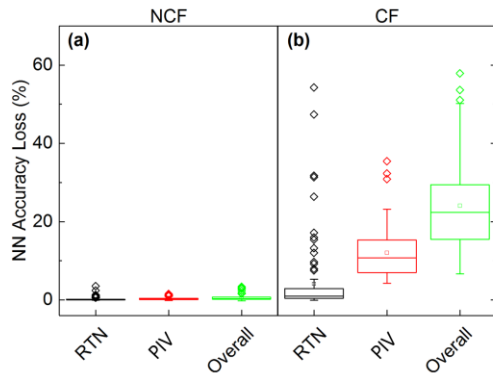 NCF CF
(a) (b)
NN Accuracy Loss (%)
60
40
20
0
RTN PIV Overall RTN PIV Overall